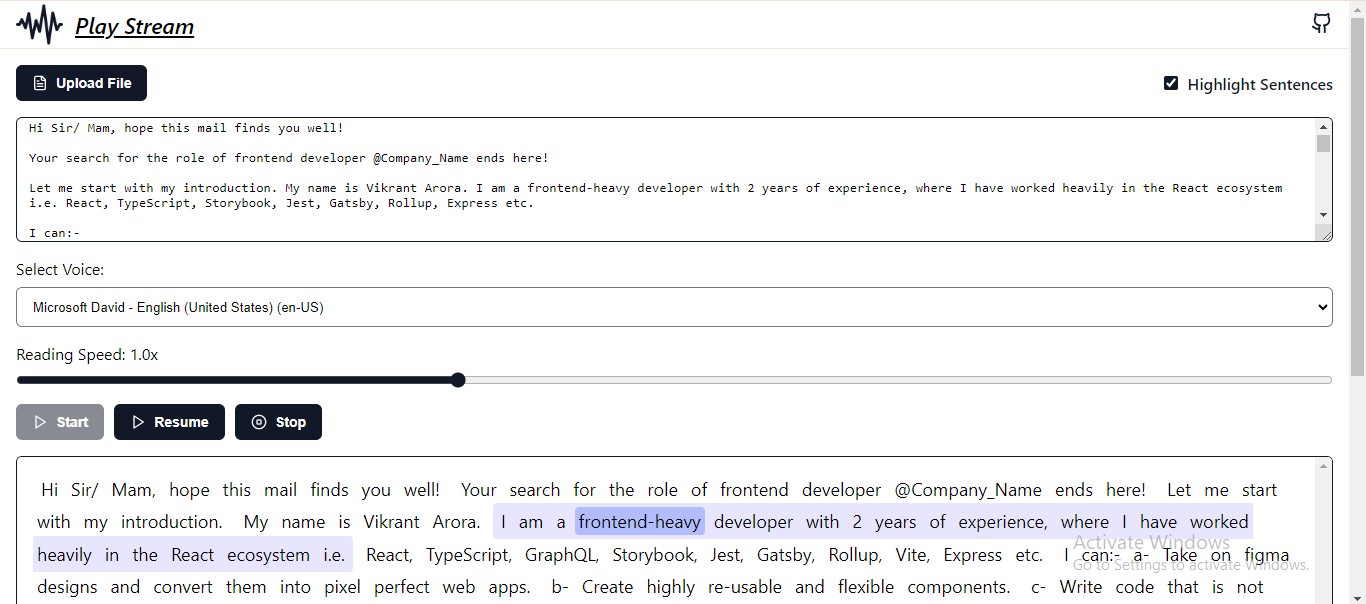 Play Stream
Upload File
Highlight Sentences
Hi Sir/ Mam, hope this mail finds you well!
Your search for the role of frontend developer @Company_Name ends here!
Let me start with my introduction. My name is Vikrant Arora. I am a frontend-heavy developer with 2 years of experience, where I have worked heavily in the React ecosystem
i.e. React, TypeScript, Storybook, Jest, Gatsby, Rollup, Express etc.
I can:-
Select Voice:
Microsoft David - English (United States) (en-US)
Reading Speed: 1.0x
Start Resume Stop
Hi Sir/ Mam, hope this mail finds you well! Your search for the role of frontend developer @Company_Name ends here! Let me start
with my introduction. My name is Vikrant Arora. I am a frontend-heavy developer with 2 years of experience, where I have worked
heavily in the React ecosystem i.e. React, TypeScript, GraphQL, Storybook, Jest, Gatsby, Rollup, Vite, Express etc. I can:- a- Take on figma
designs and convert them into pixel perfect web apps. b- Create highly re-usable and flexible components. c- Write code that is not
Activate Windows
Go to Settings to activate Windows.